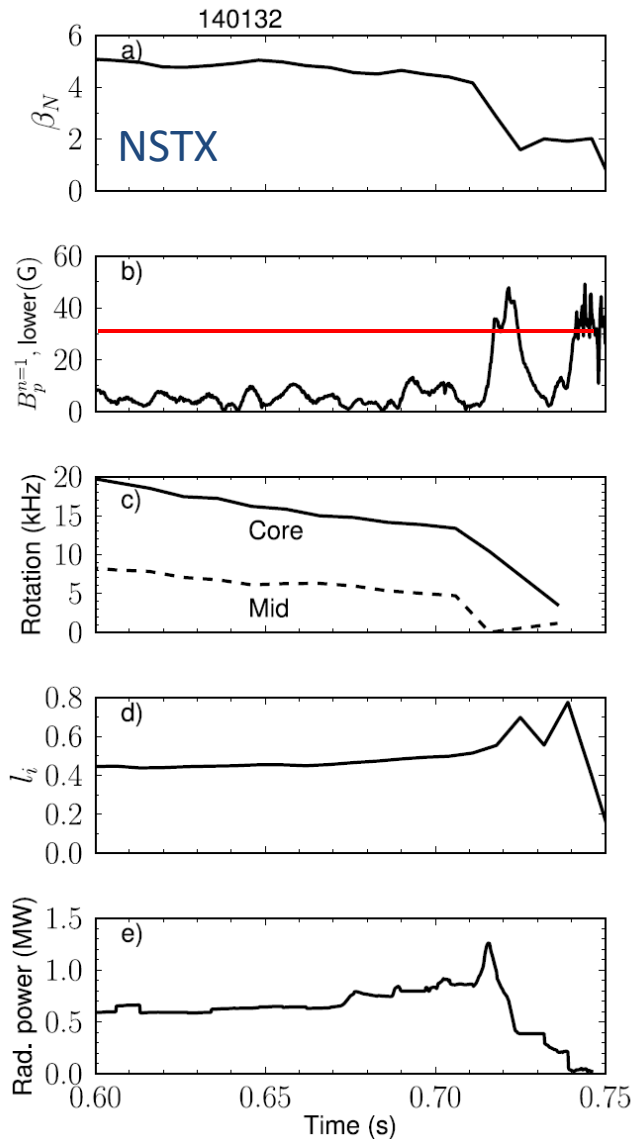 140132
a)
6
4
2
0
β_N
NSTX
b)
60
40
20
0
B_p^{n=1}, lower(G)
c)
20
15
10
5
0
Rotation (kHz)
Core
Mid
d)
0.8
0.6
0.4
0.2
0.0
l_i
e)
1.5
1.0
0.5
0.0
Rad. power (MW)
0.60 0.65 0.70 0.75
Time (s)